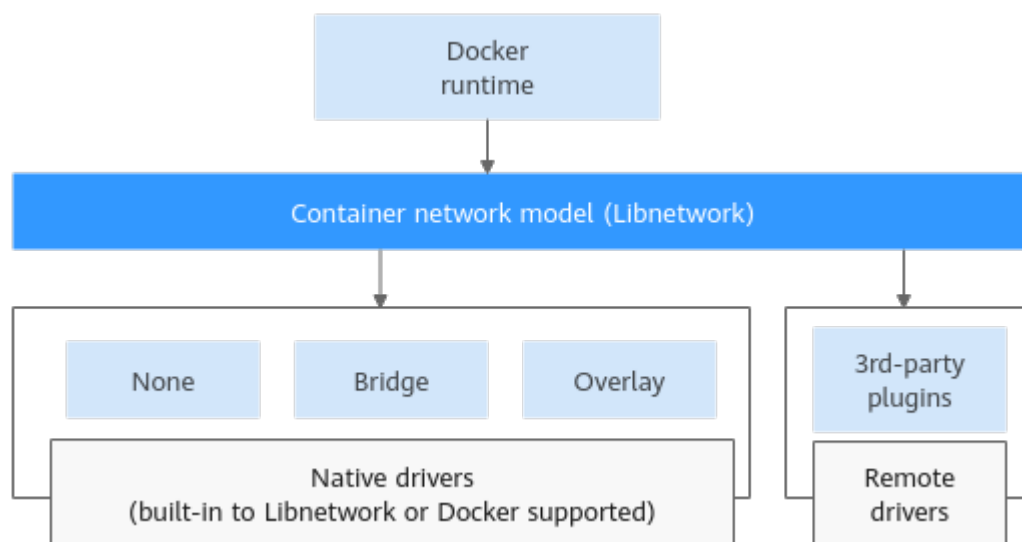 Docker
runtime
Container network model (Libnetwork)
None
Bridge
Overlay
3rd-party
plugins
Native drivers
(built-in to Libnetwork or Docker supported)
Remote
drivers